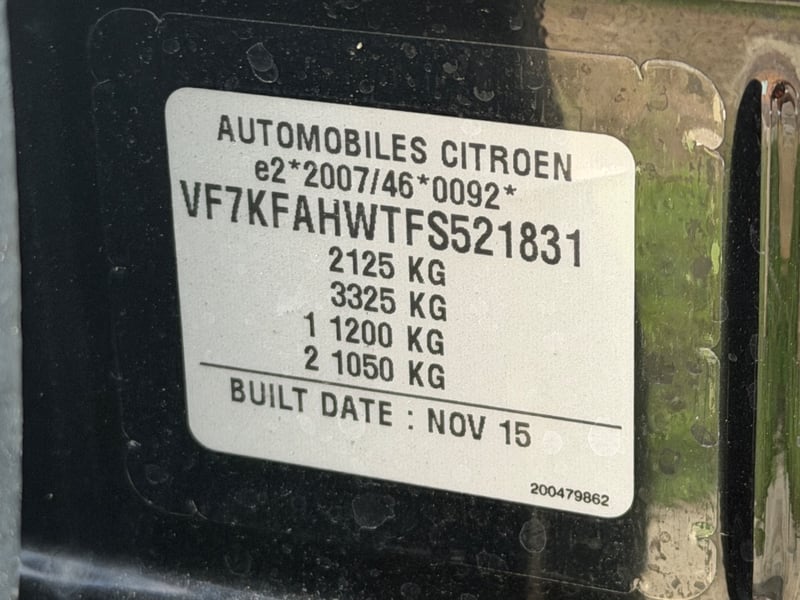 AUTOMOBILES CITROEN
e2*2007/46*0092*
VF7KFAHWTFS521831
2125 KG
3325 KG
1 1200 KG
2 1050 KG
BUILT DATE : NOV 15
200479862